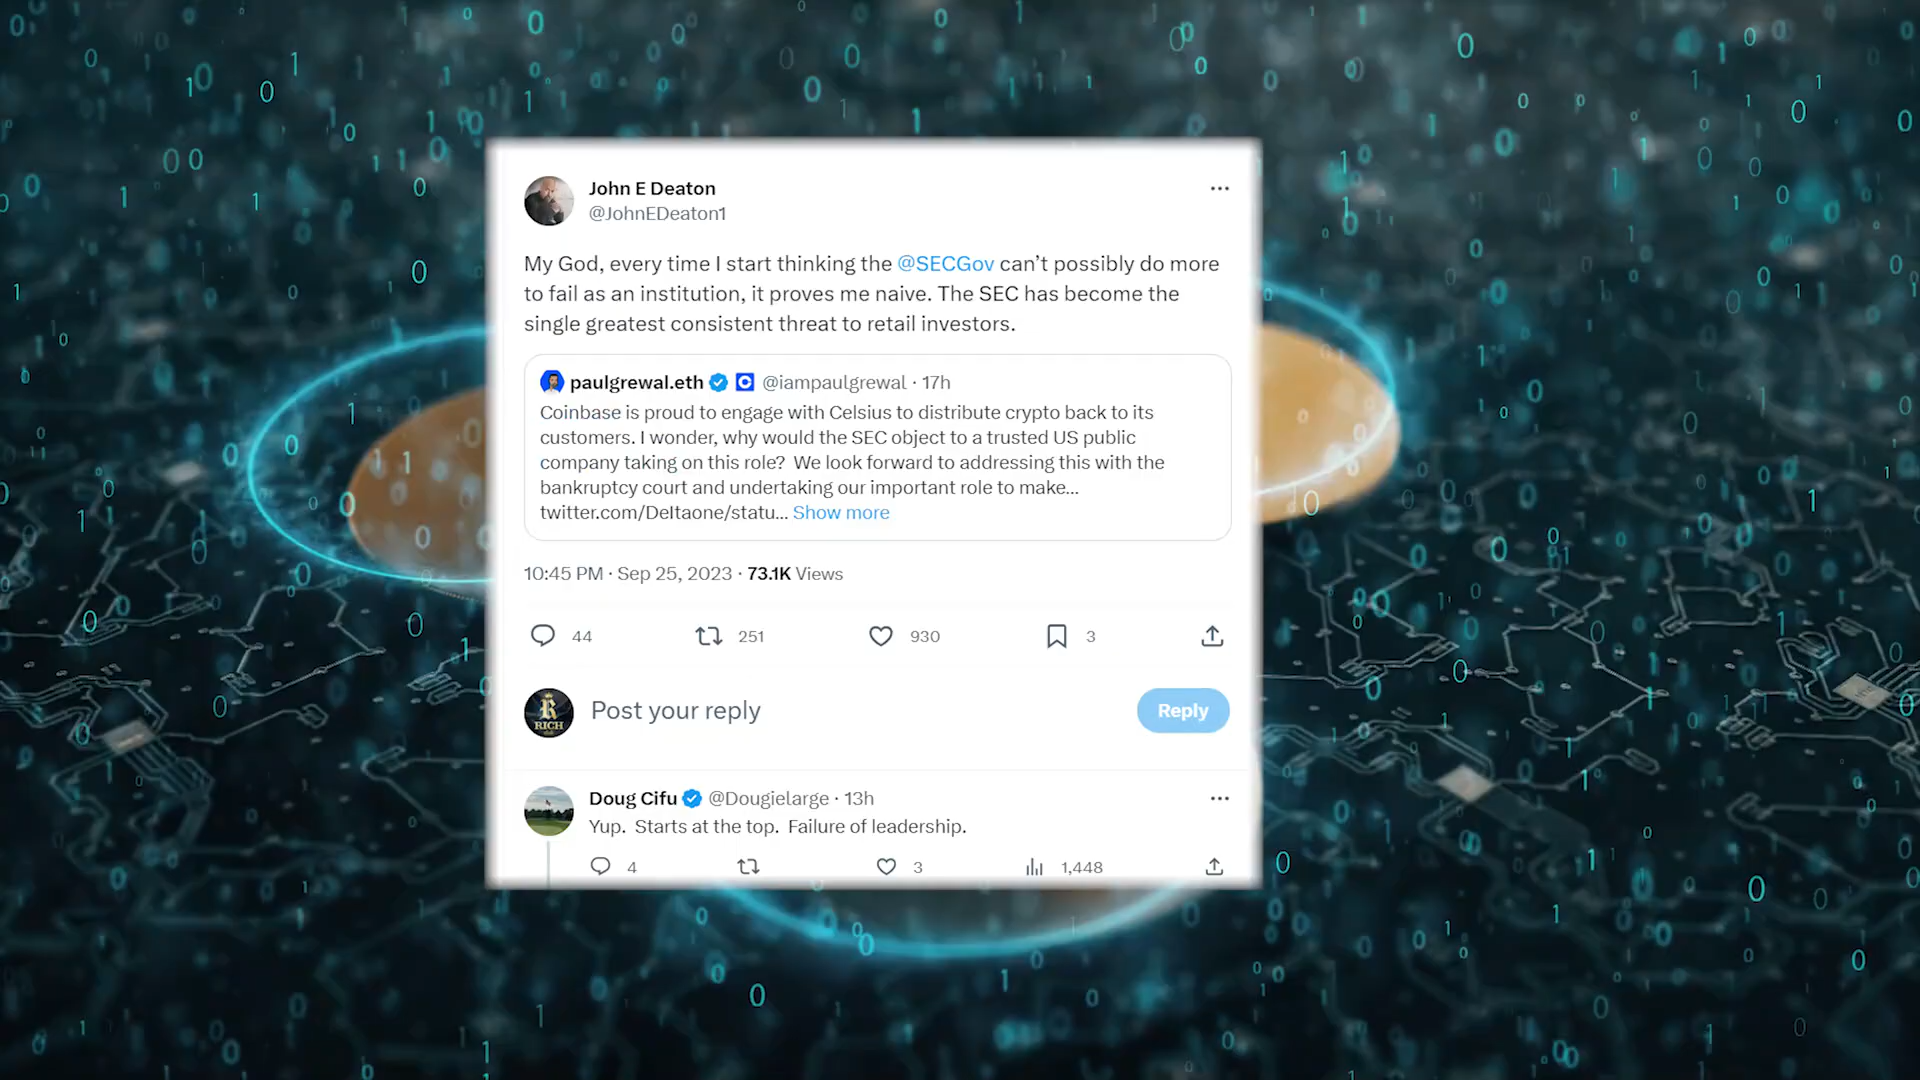 John E Deaton
@JohnEDeaton1
My God, every time I start thinking the @SECGov can’t possibly do more
to fail as an institution, it proves me naive. The SEC has become the
single greatest consistent threat to retail investors.
paulgrewal.eth @iampaulgrewal · 17h
Coinbase is proud to engage with Celsius to distribute crypto back to its
customers. I wonder, why would the SEC object to a trusted US public
company taking on this role? We look forward to addressing this with the
bankruptcy court and undertaking our important role to make...
twitter.com/DeItaone/statu... Show more
10:45 PM · Sep 25, 2023 · 73.1K Views
44 251 930 3
R
RICH
Post your reply
Reply
Doug Cifu @Dougielarge · 13h
Yup. Starts at the top. Failure of leadership.
4 3 1,448